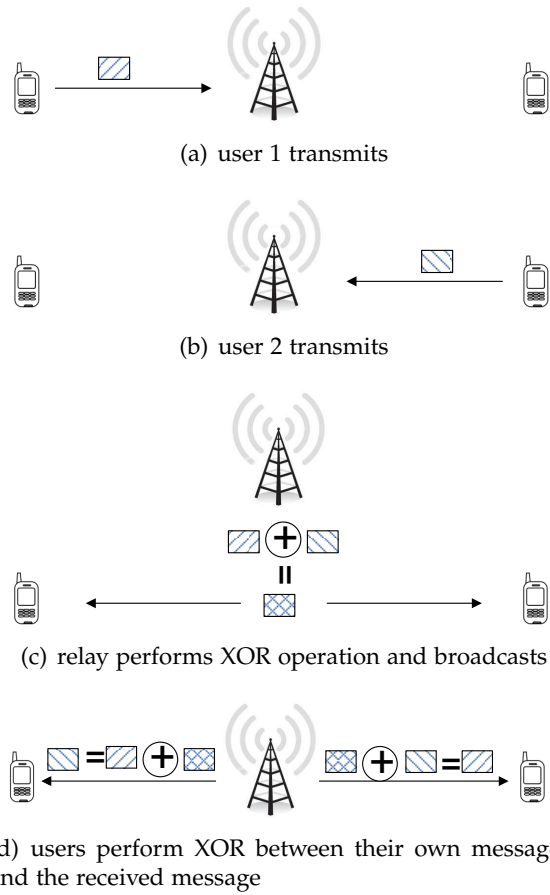 (a) user 1 transmits
(b) user 2 transmits
+
=
(c) relay performs XOR operation and broadcasts
= + + =
d) users perform XOR between their own messag
nd the received message